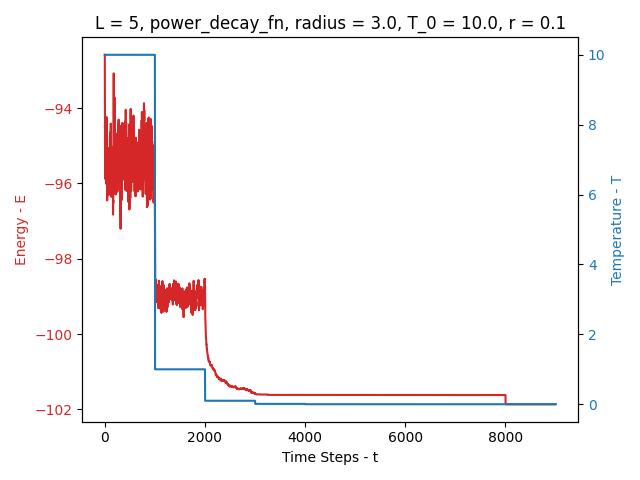 L = 5, power_decay_fn, radius = 3.0, T_0 = 10.0, r = 0.1
Energy - E
−94
−96
−98
−100
−102
10
8
6
4
2
0
Temperature - T
0 2000 4000 6000 8000
Time Steps - t